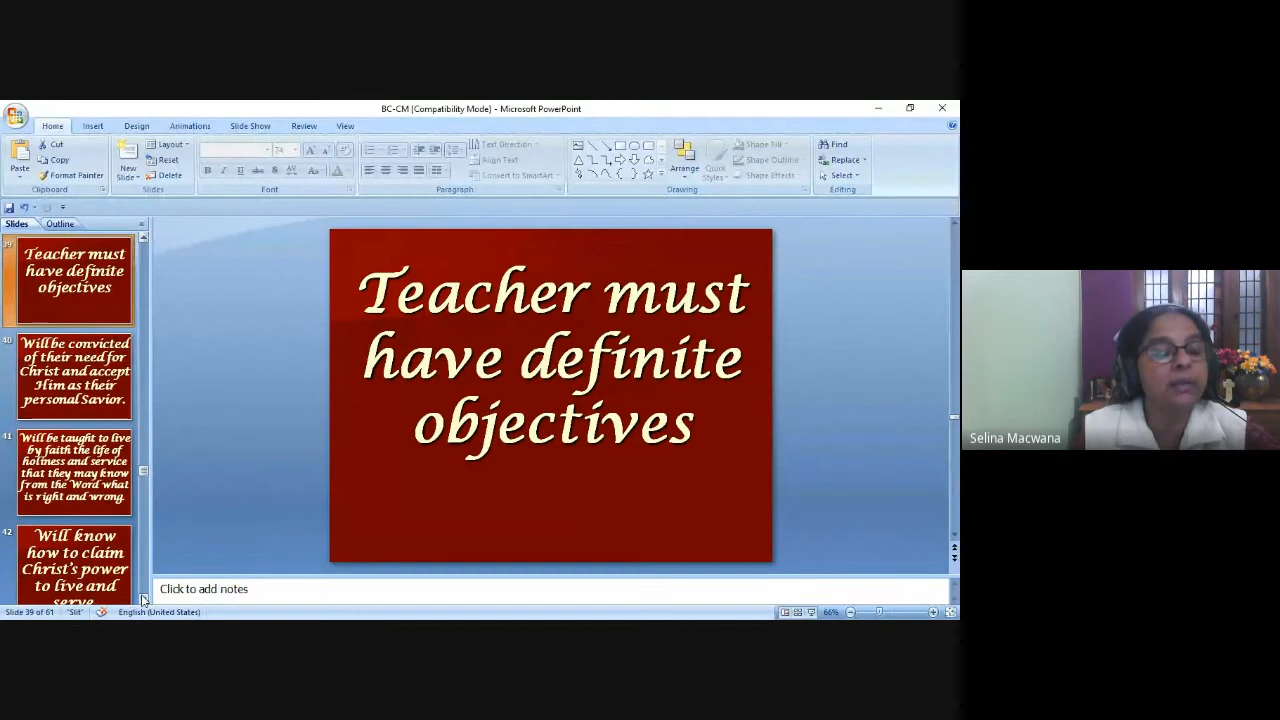 BC-CM [Compatibility Mode] - Microsoft PowerPoint
Home Insert Design Animations Slide Show Review View
Paste
Cut
Copy
Format Painter
Clipboard
New
Slide
Layout
Reset
Delete
Slides
74
Font
Text Direction
Align Text
Convert to SmartArt
Paragraph
Arrange
Quick
Styles
Shape Fill
Shape Outline
Shape Effects
Drawing
Find
Replace
Select
Editing
Slides Outline
39
Teacher must
have definite
objectives
40
Will be convicted
of their need for
Christ and accept
Him as their
personal Savior.
41
Will be taught to live
by faith the life of
holiness and service
that they may know
from the Word what
is right and wrong.
42
Will know
how to claim
Christ's power
to live and
serve
Teacher must
have definite
objectives
Click to add notes
Slide 39 of 61 "Slit" English (United States) 66%
Selina Macwana